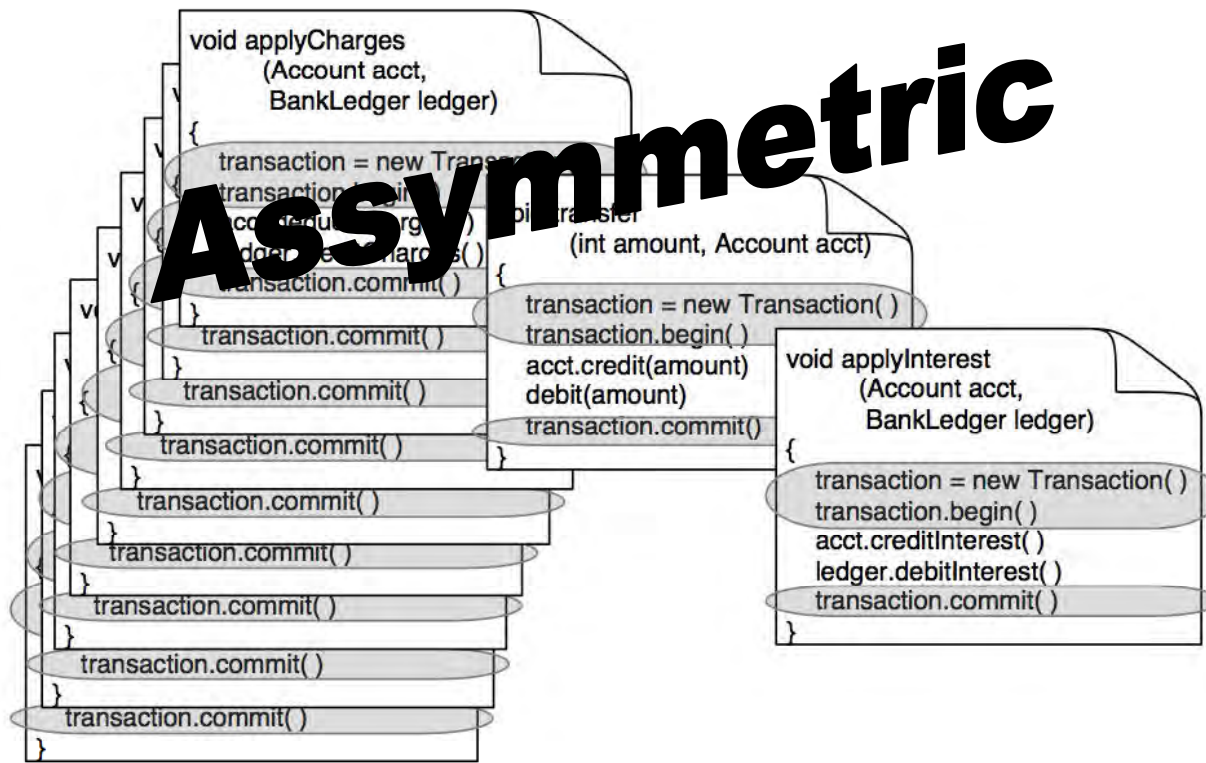 void applyCharges
(Account acct,
BankLedger ledger)
{
transaction = new
Assymmetric
transaction.commit( )
}
transaction.commit( )
}
transaction.commit( )
}
transaction.commit( )
}
transaction.commit( )
}
transaction.commit( )
}
transaction.commit( )
}
transaction.commit( )
}
transaction.commit( )
}
(int amount, Account acct)
{
transaction = new Transaction( )
transaction.begin( )
acct.credit(amount)
debit(amount)
transaction.commit()
}
void applyInterest
(Account acct,
BankLedger ledger)
{
transaction = new Transaction( )
transaction.begin( )
acct.creditInterest( )
ledger.debitInterest( )
transaction.commit( )
}